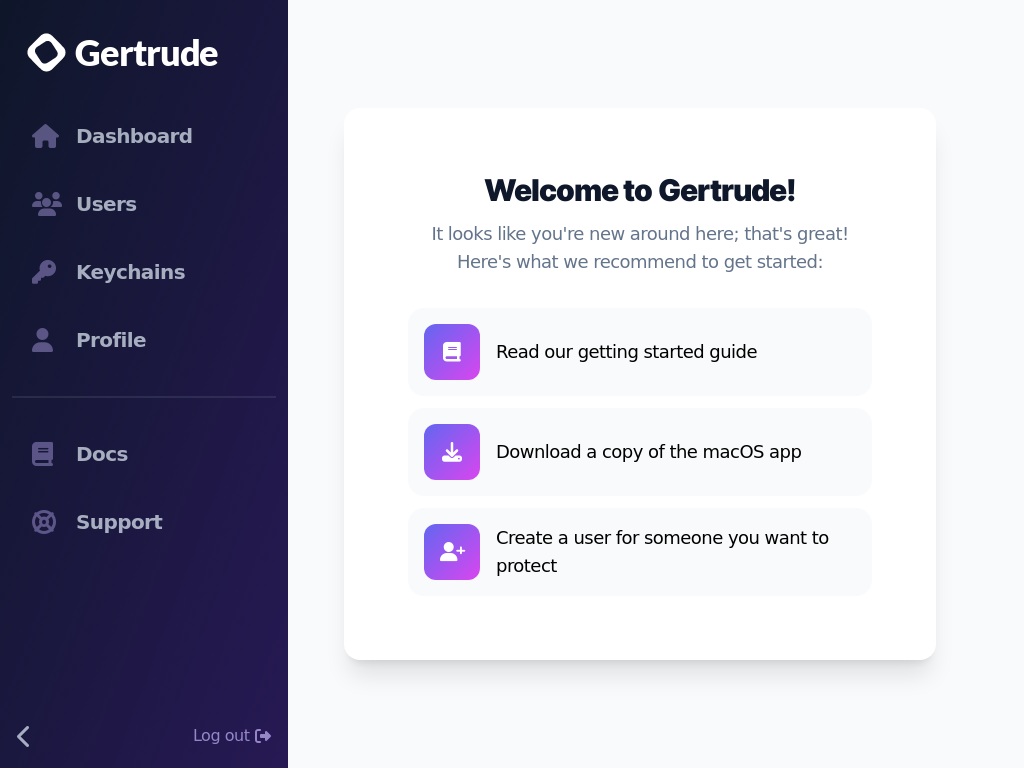 Gertrude
Dashboard
Users
Keychains
Profile
Docs
Support
Log out
Welcome to Gertrude!
It looks like you're new around here; that's great!
Here's what we recommend to get started:
Read our getting started guide
Download a copy of the macOS app
Create a user for someone you want to
protect